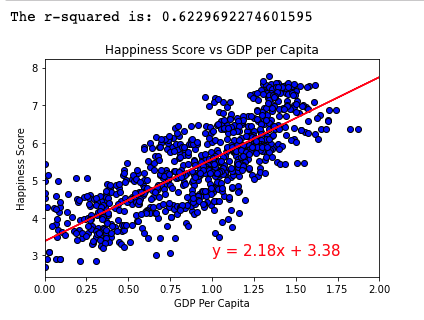 The r-squared is: 0.6229692274601595
Happiness Score vs GDP per Capita
8
7
6
5
4
3
Happiness Score
y = 2.18x + 3.38
0.00 0.25 0.50 0.75 1.00 1.25 1.50 1.75 2.00
GDP Per Capita